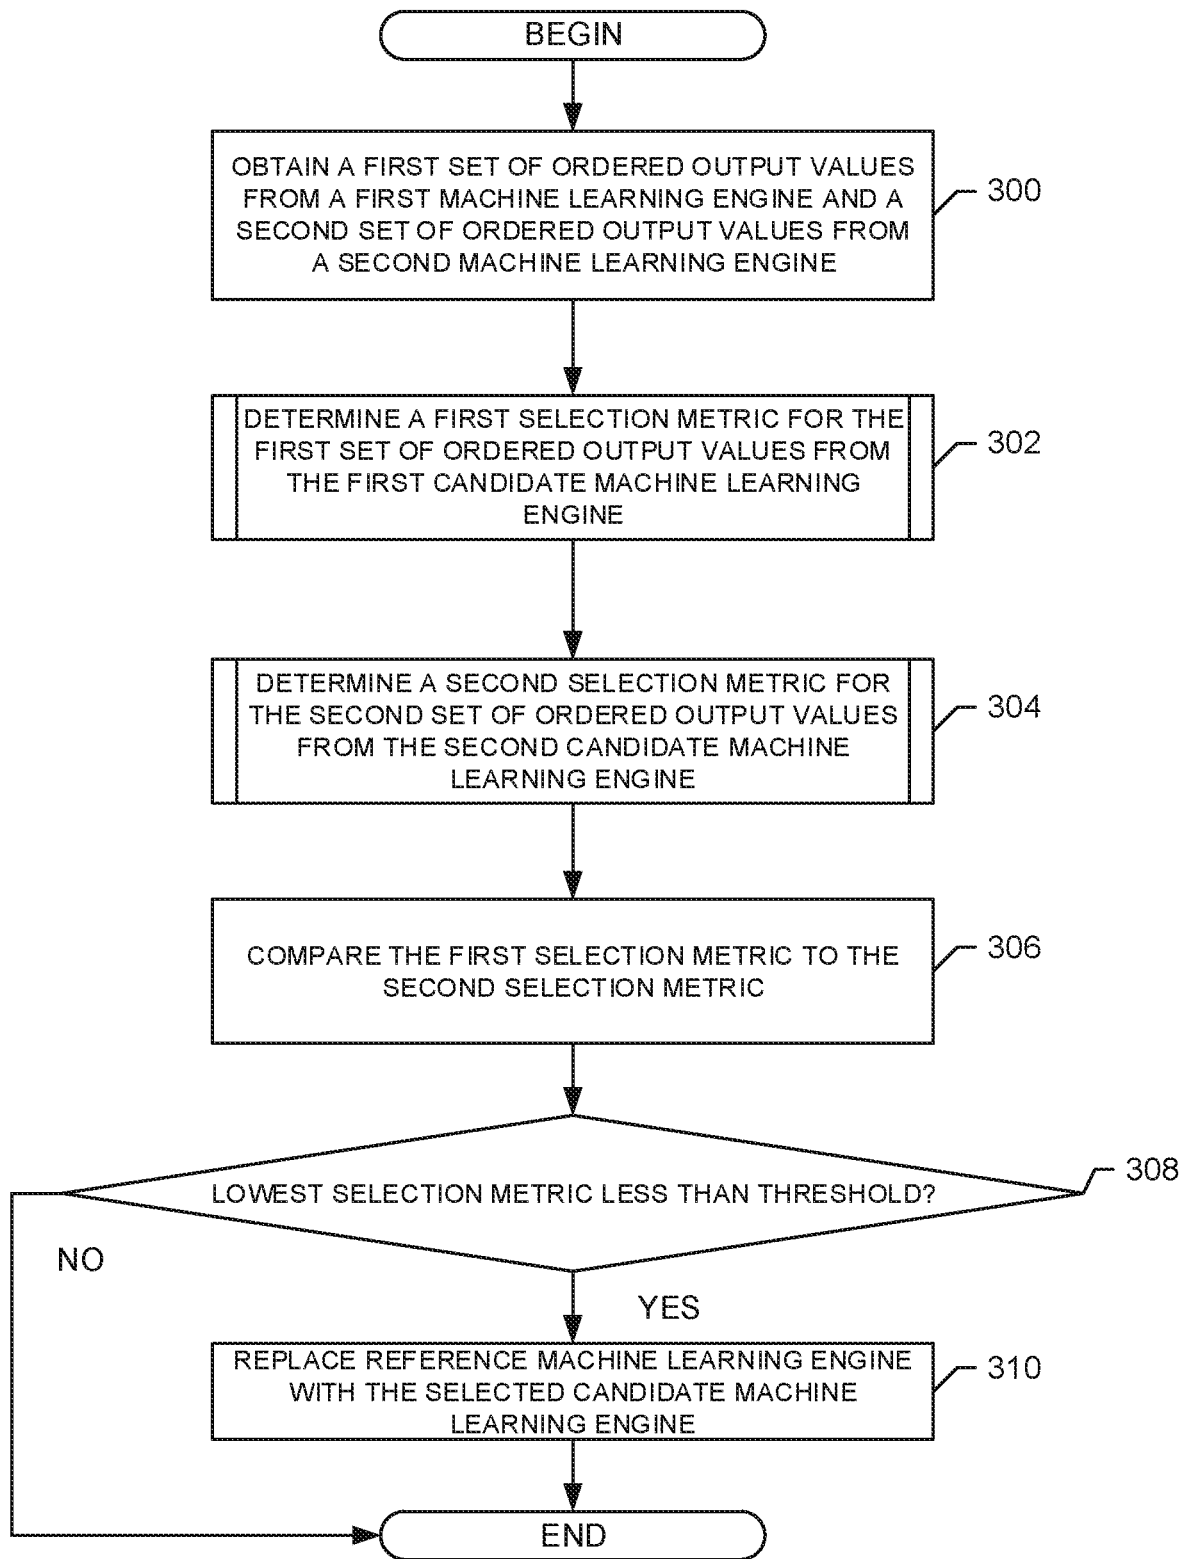 BEGIN
OBTAIN A FIRST SET OF ORDERED OUTPUT VALUES
FROM A FIRST MACHINE LEARNING ENGINE AND A
SECOND SET OF ORDERED OUTPUT VALUES FROM
A SECOND MACHINE LEARNING ENGINE
300
DETERMINE A FIRST SELECTION METRIC FOR THE
FIRST SET OF ORDERED OUTPUT VALUES FROM
THE FIRST CANDIDATE MACHINE LEARNING
ENGINE
302
DETERMINE A SECOND SELECTION METRIC FOR
THE SECOND SET OF ORDERED OUTPUT VALUES
FROM THE SECOND CANDIDATE MACHINE
LEARNING ENGINE
304
COMPARE THE FIRST SELECTION METRIC TO THE
SECOND SELECTION METRIC
306
LOWEST SELECTION METRIC LESS THAN THRESHOLD?
308
NO
YES
REPLACE REFERENCE MACHINE LEARNING ENGINE
WITH THE SELECTED CANDIDATE MACHINE
LEARNING ENGINE
310
END